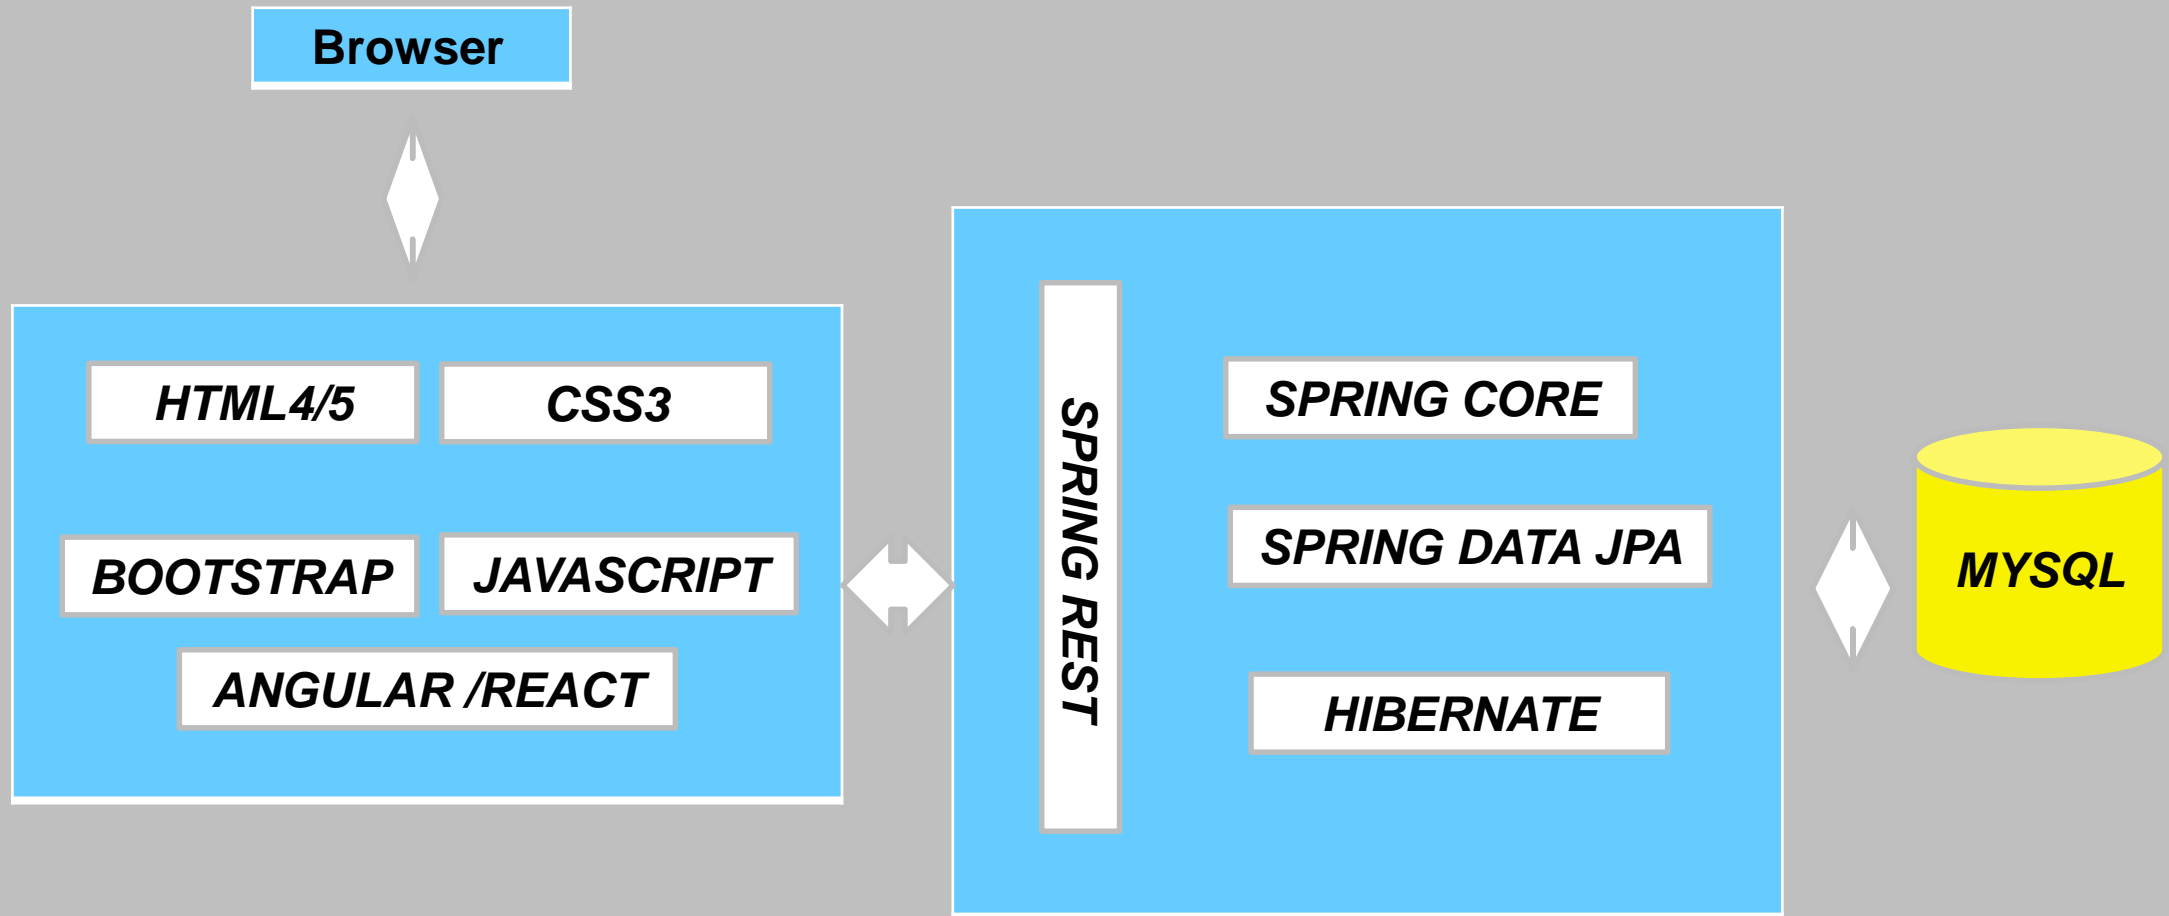 Browser
HTML4/5
CSS3
BOOTSTRAP
JAVASCRIPT
ANGULAR /REACT
SPRING REST
SPRING CORE
SPRING DATA JPA
HIBERNATE
MYSQL